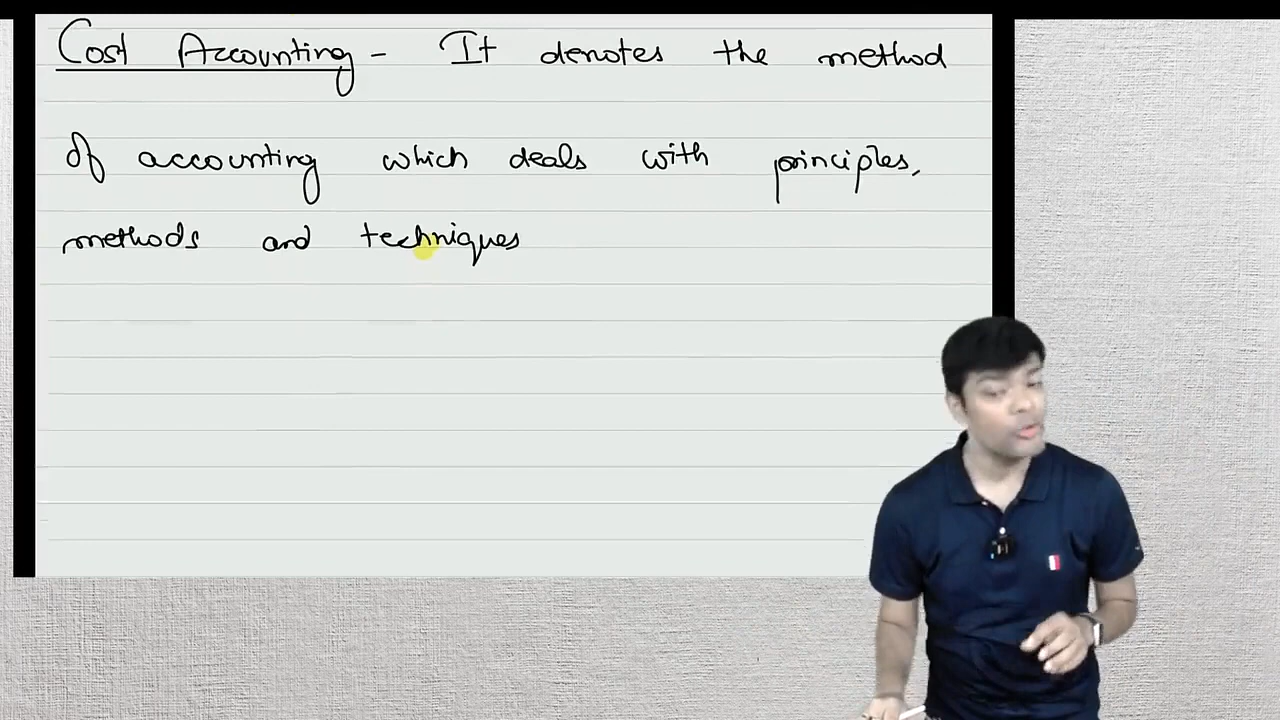 Cost Accounting - It denotes the method
of accounting which deals with principles,
methods and techniques